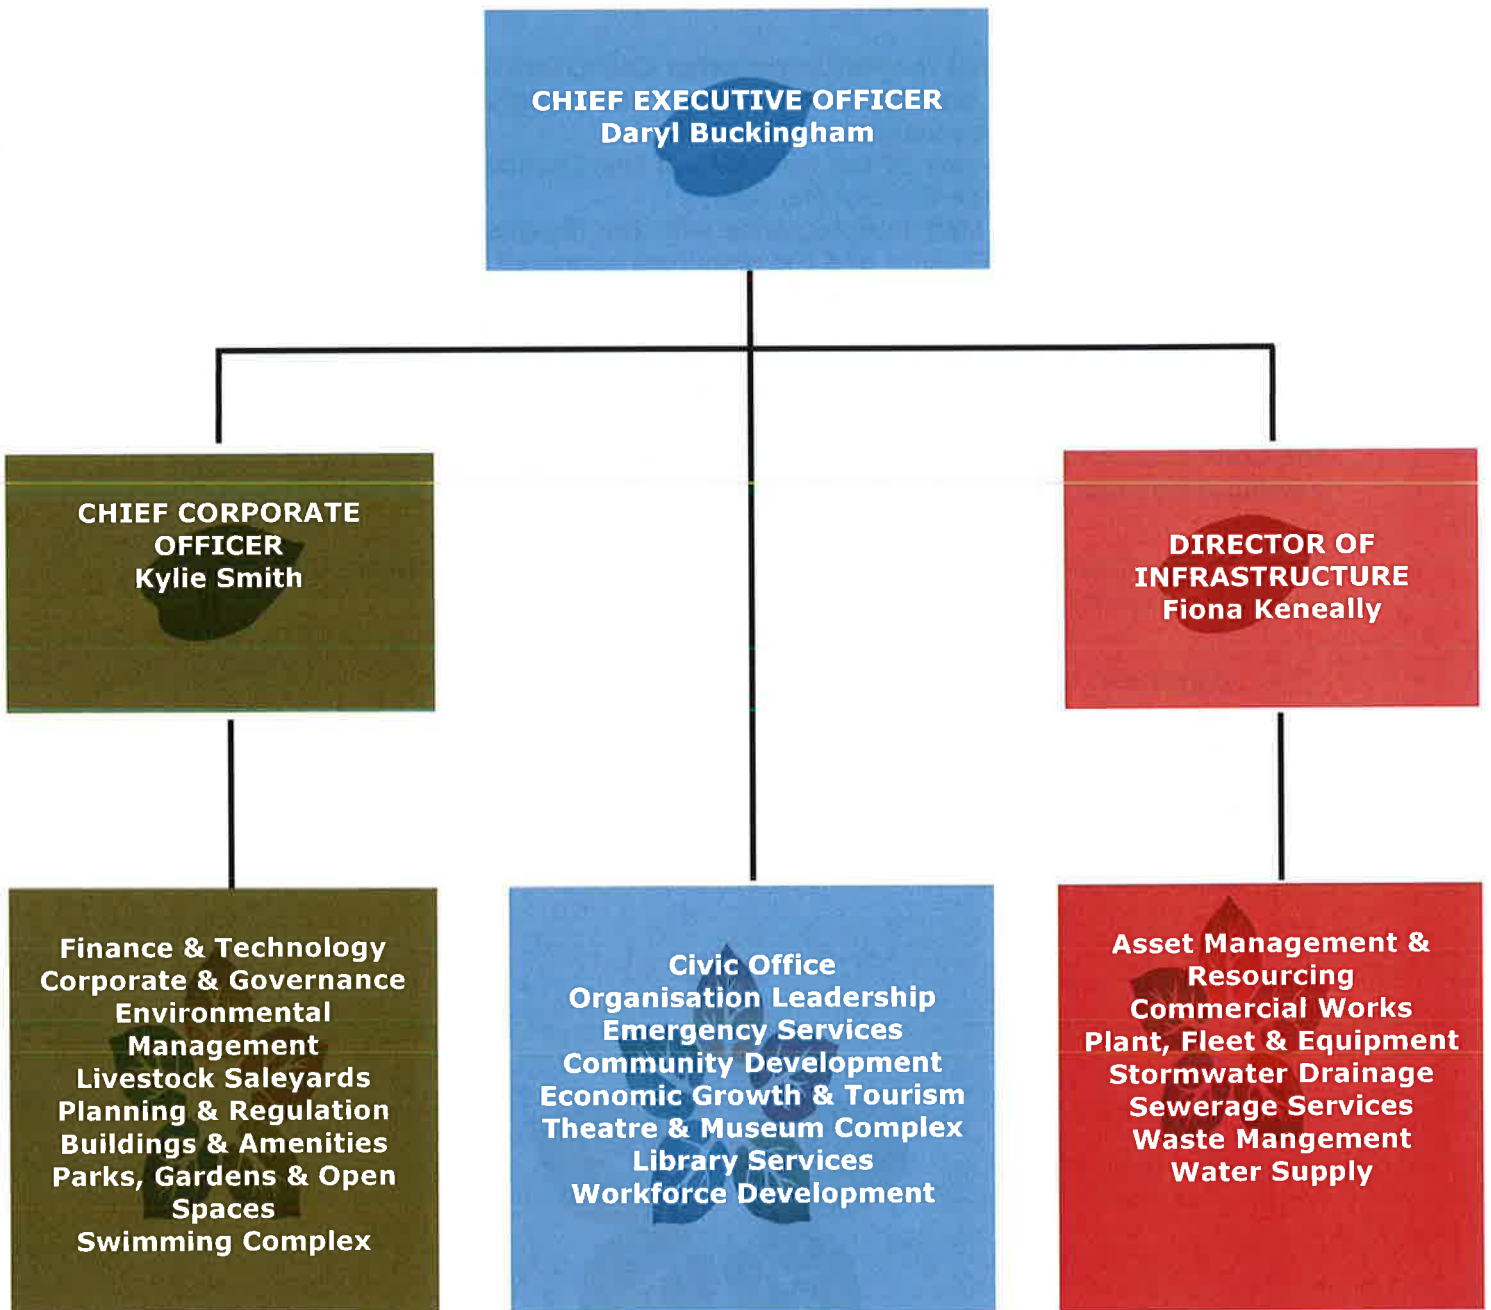 CHIEF EXECUTIVE OFFICER
Daryl Buckingham
CHIEF CORPORATE
OFFICER
Kylie Smith
DIRECTOR OF
INFRASTRUCTURE
Fiona Keneally
Finance & Technology
Corporate & Governance
Environmental
Management
Livestock Saleyards
Planning & Regulation
Buildings & Amenities
Parks, Gardens & Open
Spaces
Swimming Complex
Civic Office
Organisation Leadership
Emergency Services
Community Development
Economic Growth & Tourism
Theatre & Museum Complex
Library Services
Workforce Development
Asset Management &
Resourcing
Commercial Works
Plant, Fleet & Equipment
Stormwater Drainage
Sewerage Services
Waste Mangement
Water Supply